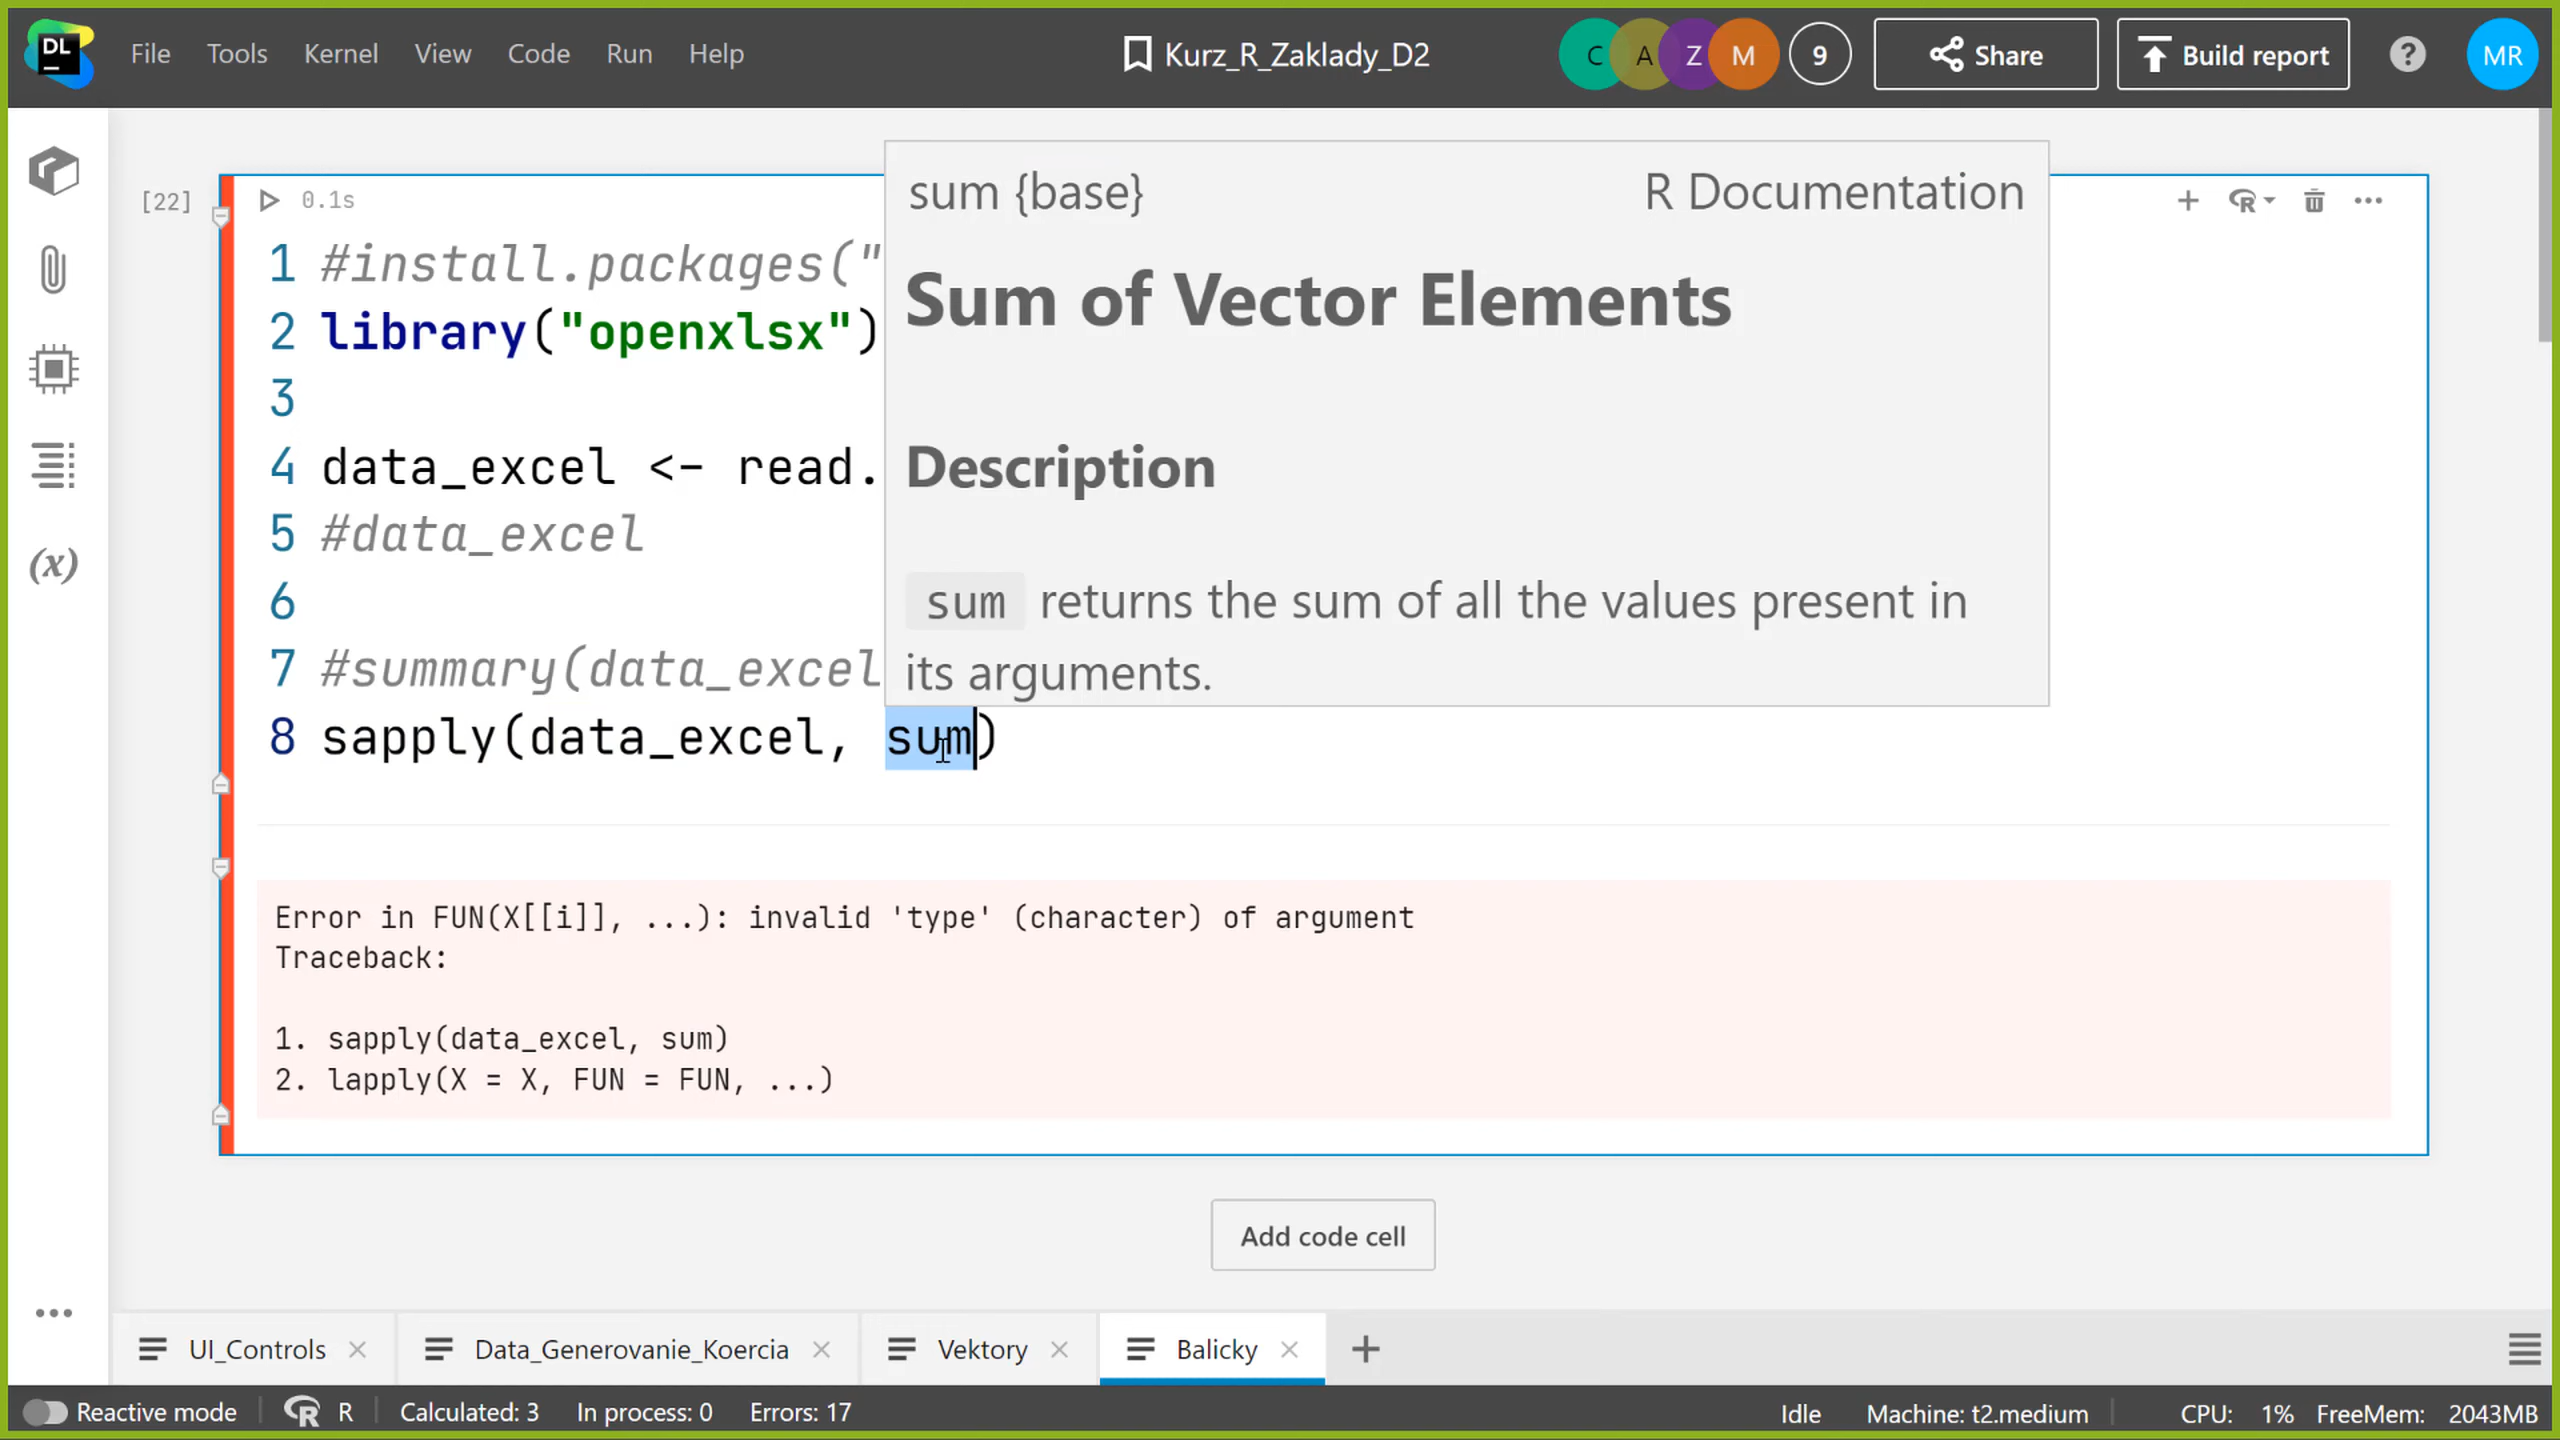 DL
File Tools Kernel View Code Run Help
Kurz_R_Zaklady_D2
C A Z M 9
Share
Build report
?
MR
[22]
0.1s
sum {base} R Documentation
Sum of Vector Elements
Description
sum returns the sum of all the values present in
its arguments.
1 #install.packages("
2 library("openxlsx")
3
4 data_excel <- read.
5 #data_excel
6
7 #summary(data_excel
8 sapply(data_excel, sum)
(x)
R
Error in FUN(X[[i]], ...): invalid 'type' (character) of argument
Traceback:
1. sapply(data_excel, sum)
2. lapply(X = X, FUN = FUN, ...)
Add code cell
UI_Controls Data_Generovanie_Koercia Vektory Balicky
Reactive mode R R Calculated: 3 In process: 0 Errors: 17 Idle Machine: t2.medium CPU: 1% FreeMem: 2043MB